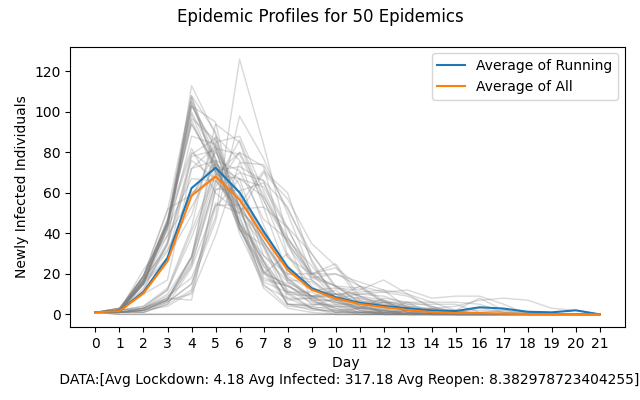 Epidemic Profiles for 50 Epidemics
Average of Running
Average of All
Newly Infected Individuals
120
100
80
60
40
20
0
0 1 2 3 4 5 6 7 8 9 10 11 12 13 14 15 16 17 18 19 20 21
Day
DATA:[Avg Lockdown: 4.18 Avg Infected: 317.18 Avg Reopen: 8.382978723404255]